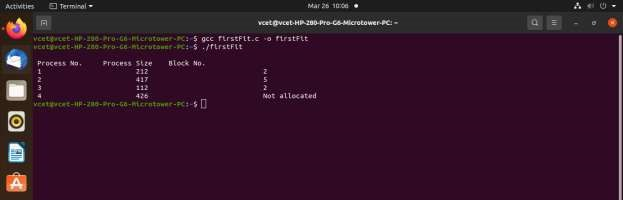 Activities Terminal Mar 26 10:06
vcet@vcet-HP-280-Pro-G6-Microtower-PC: ~
vcet@vcet-HP-280-Pro-G6-Microtower-PC:~$ gcc firstFit.c -o firstFit
vcet@vcet-HP-280-Pro-G6-Microtower-PC:~$ ./firstFit
Process No. Process Size Block No.
1 212 2
2 417 5
3 112 2
4 426 Not allocated
vcet@vcet-HP-280-Pro-G6-Microtower-PC:~$